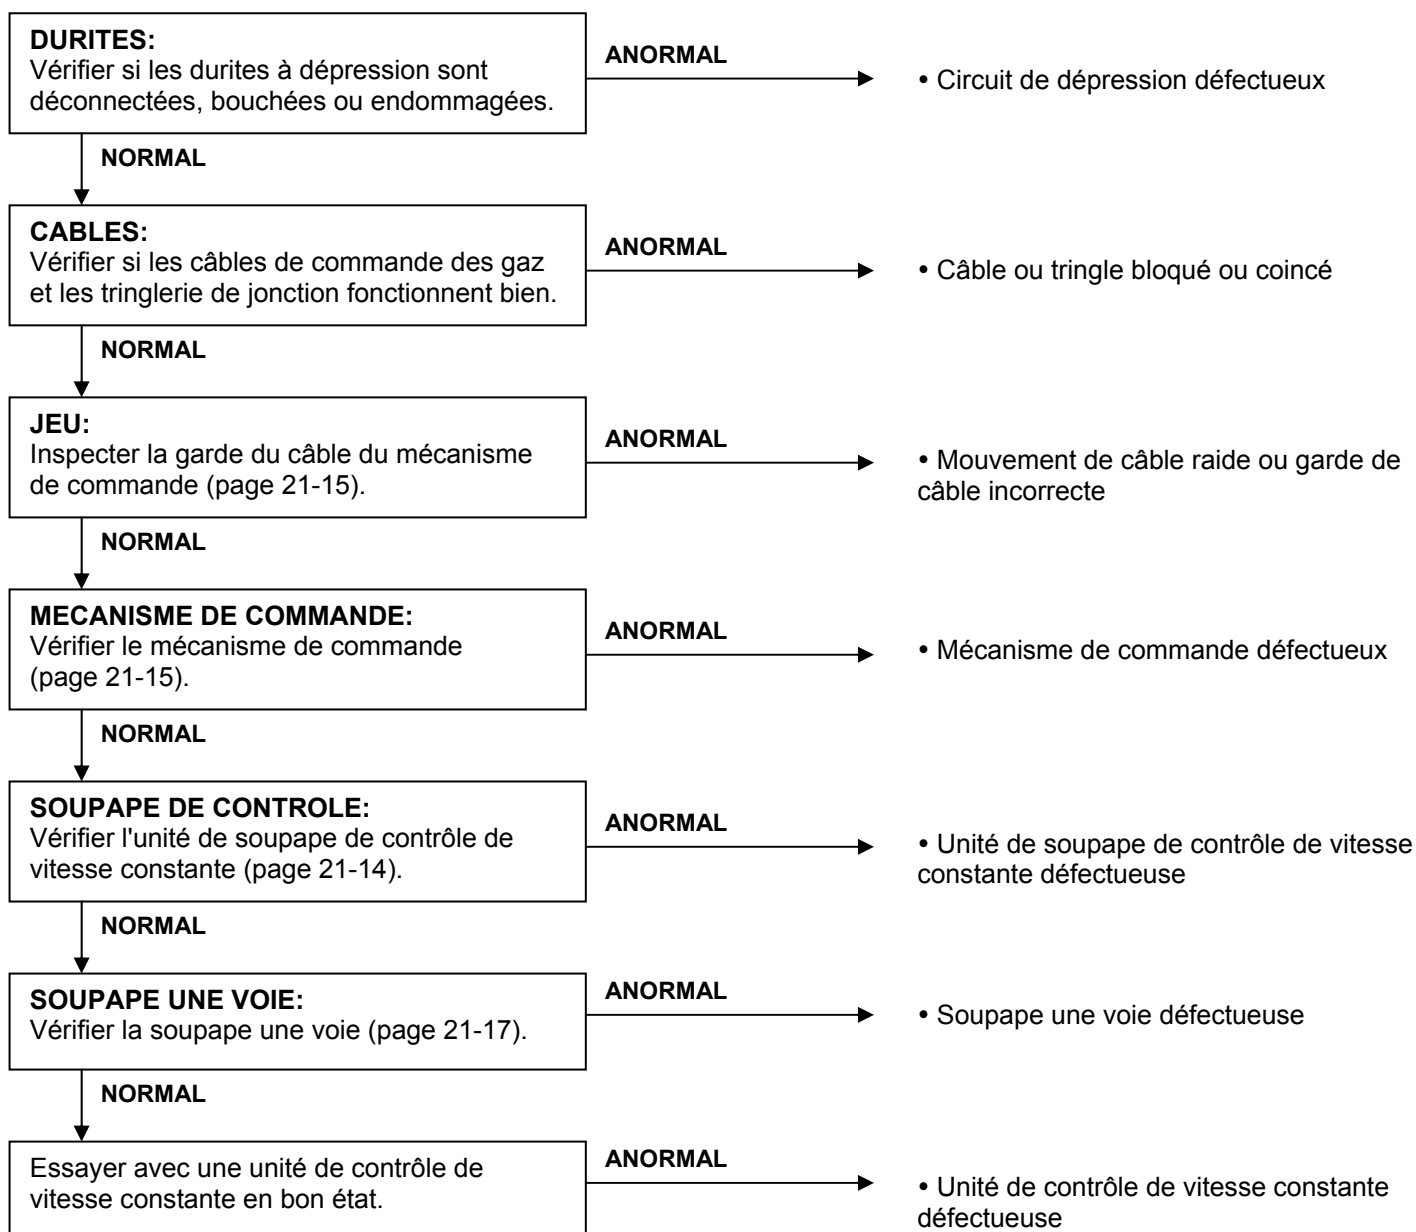 DURITES:
Vérifier si les durites à dépression sont
déconnectées, bouchées ou endommagées.
ANORMAL
• Circuit de dépression défectueux
NORMAL
CABLES:
Vérifier si les câbles de commande des gaz
et les tringlerie de jonction fonctionnent bien.
ANORMAL
• Câble ou tringle bloqué ou coincé
NORMAL
JEU:
Inspecter la garde du câble du mécanisme
de commande (page 21-15).
ANORMAL
• Mouvement de câble raide ou garde de
câble incorrecte
NORMAL
MECANISME DE COMMANDE:
Vérifier le mécanisme de commande
(page 21-15).
ANORMAL
• Mécanisme de commande défectueux
NORMAL
SOUPAPE DE CONTROLE:
Vérifier l'unité de soupape de contrôle de
vitesse constante (page 21-14).
ANORMAL
• Unité de soupape de contrôle de vitesse
constante défectueuse
NORMAL
SOUPAPE UNE VOIE:
Vérifier la soupape une voie (page 21-17).
ANORMAL
• Soupape une voie défectueuse
NORMAL
Essayer avec une unité de contrôle de
vitesse constante en bon état.
ANORMAL
• Unité de contrôle de vitesse constante
défectueuse